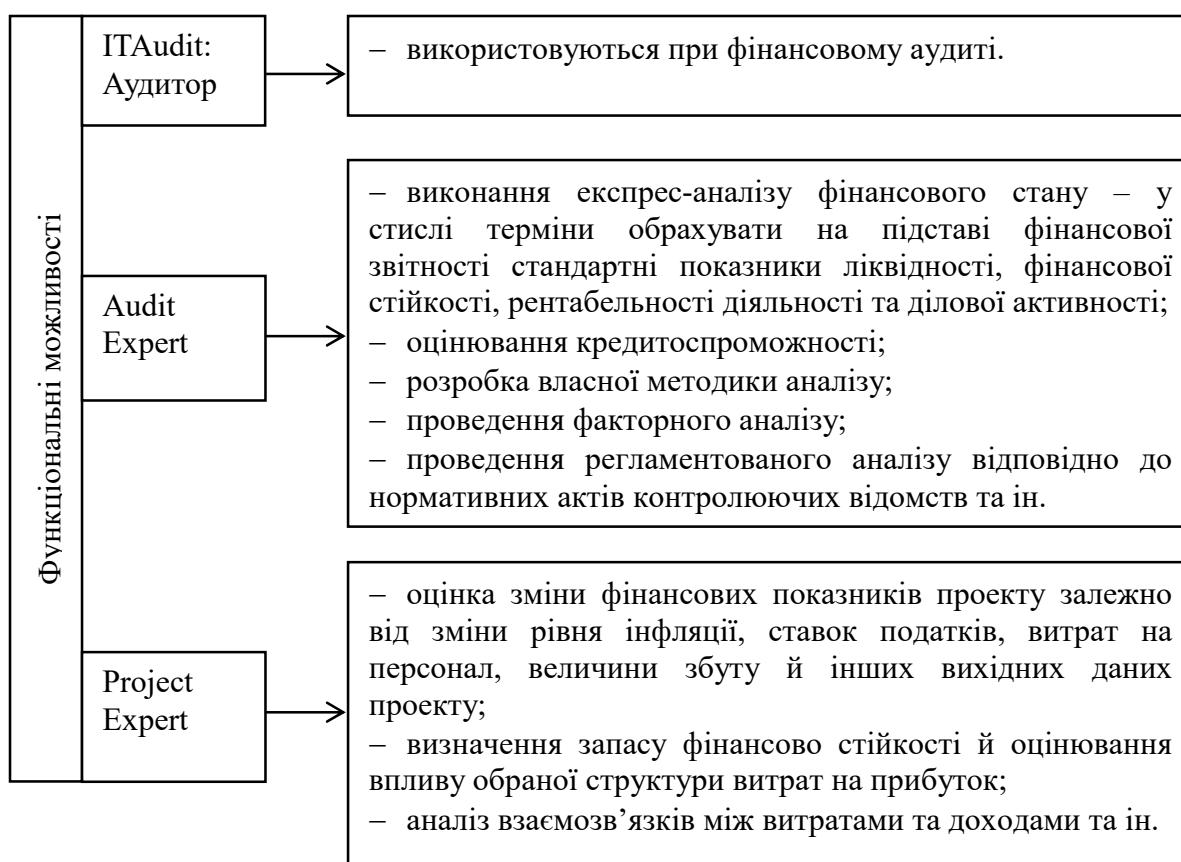 Функціональні можливості
ITAudit:
Аудитор
– використовуються при фінансовому аудиті.
Audit
Expert
– виконання експрес-аналізу фінансового стану – у
стислі терміни обрахувати на підставі фінансової
звітності стандартні показники ліквідності, фінансової
стійкості, рентабельності діяльності та ділової активності;
– оцінювання кредитоспроможності;
– розробка власної методики аналізу;
– проведення факторного аналізу;
– проведення регламентованого аналізу відповідно до
нормативних актів контролюючих відомств та ін.
Project
Expert
– оцінка зміни фінансових показників проекту залежно
від зміни рівня інфляції, ставок податків, витрат на
персонал, величини збуту й інших вихідних даних
проекту;
– визначення запасу фінансово стійкості й оцінювання
впливу обраної структури витрат на прибуток;
– аналіз взаємозв’язків між витратами та доходами та ін.